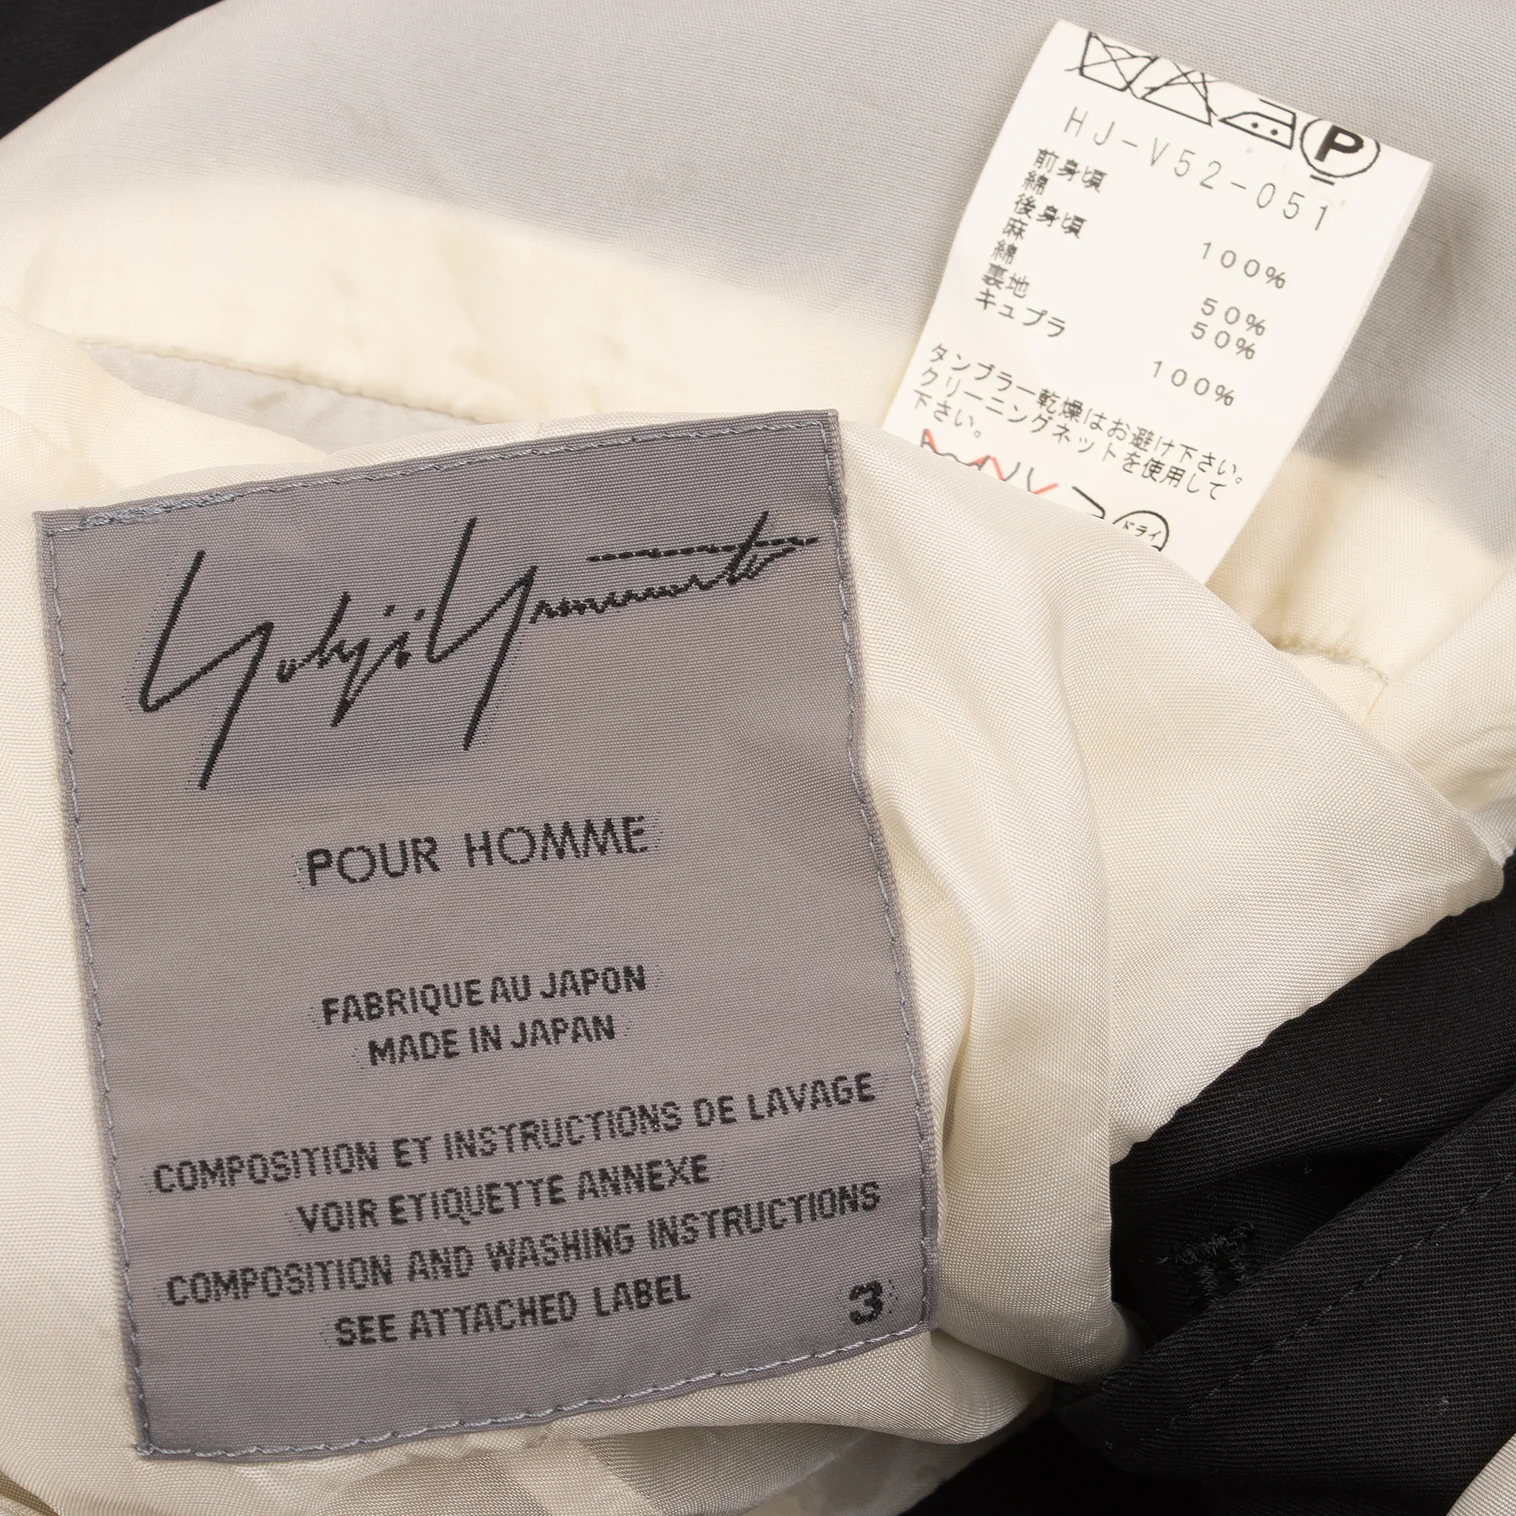 Yohji Yamamoto
POUR HOMME
FABRIQUE AU JAPON
MADE IN JAPAN
COMPOSITION ET INSTRUCTIONS DE LAVAGE
VOIR ETIQUETTE ANNEXE
COMPOSITION AND WASHING INSTRUCTIONS
SEE ATTACHED LABEL
3
P
HJ-V52-051
前身頃
綿 100%
後身頃
麻 50%
綿 50%
裏地
キュプラ 100%
タンブラー乾燥はお避け下さい。
クリーニングネットを使用して
下さい。
ドライ